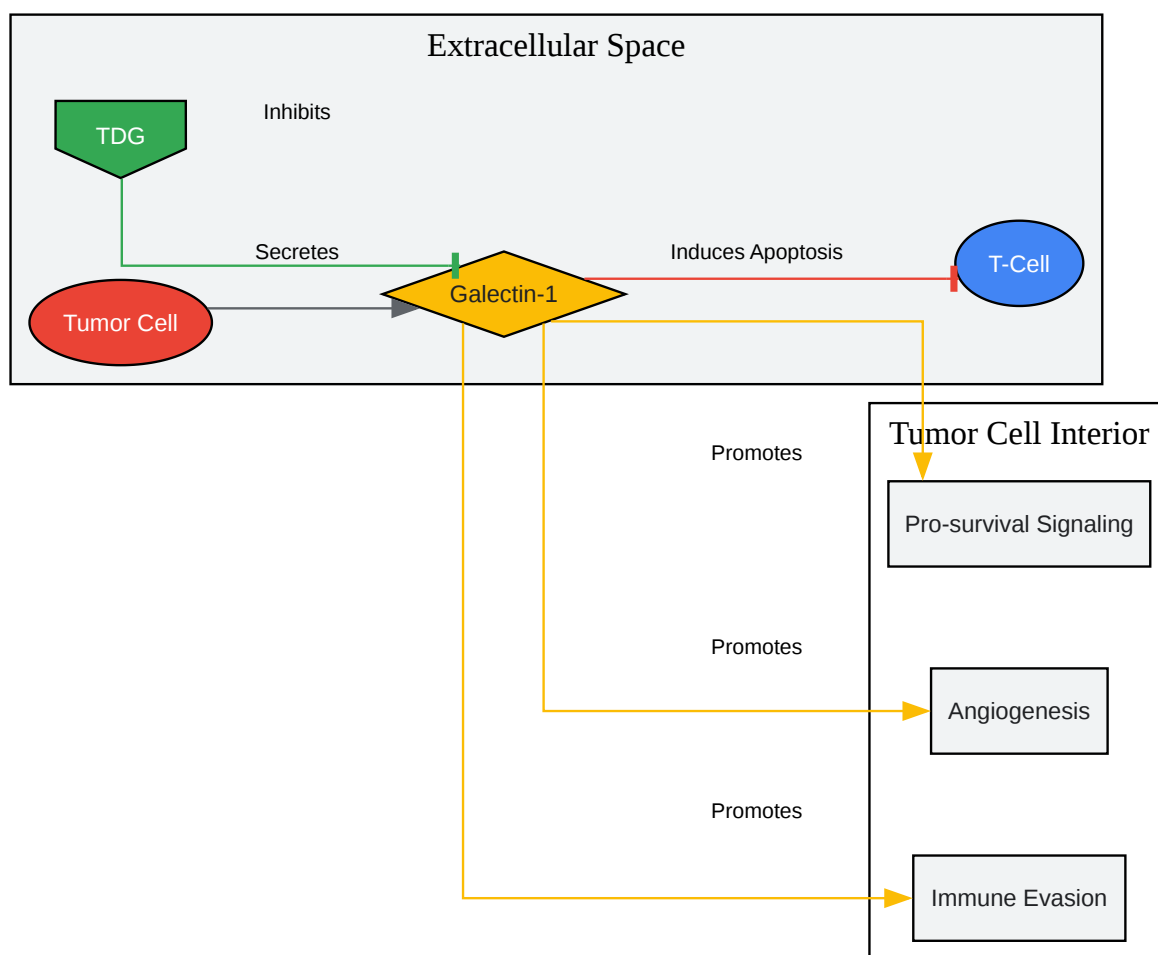 Extracellular Space
Inhibits
TDG
Secretes
Induces Apoptosis
T-Cell
Galectin-1
Tumor Cell
Tumor Cell Interior
Promotes
Pro-survival Signaling
Promotes
Angiogenesis
Promotes
Immune Evasion